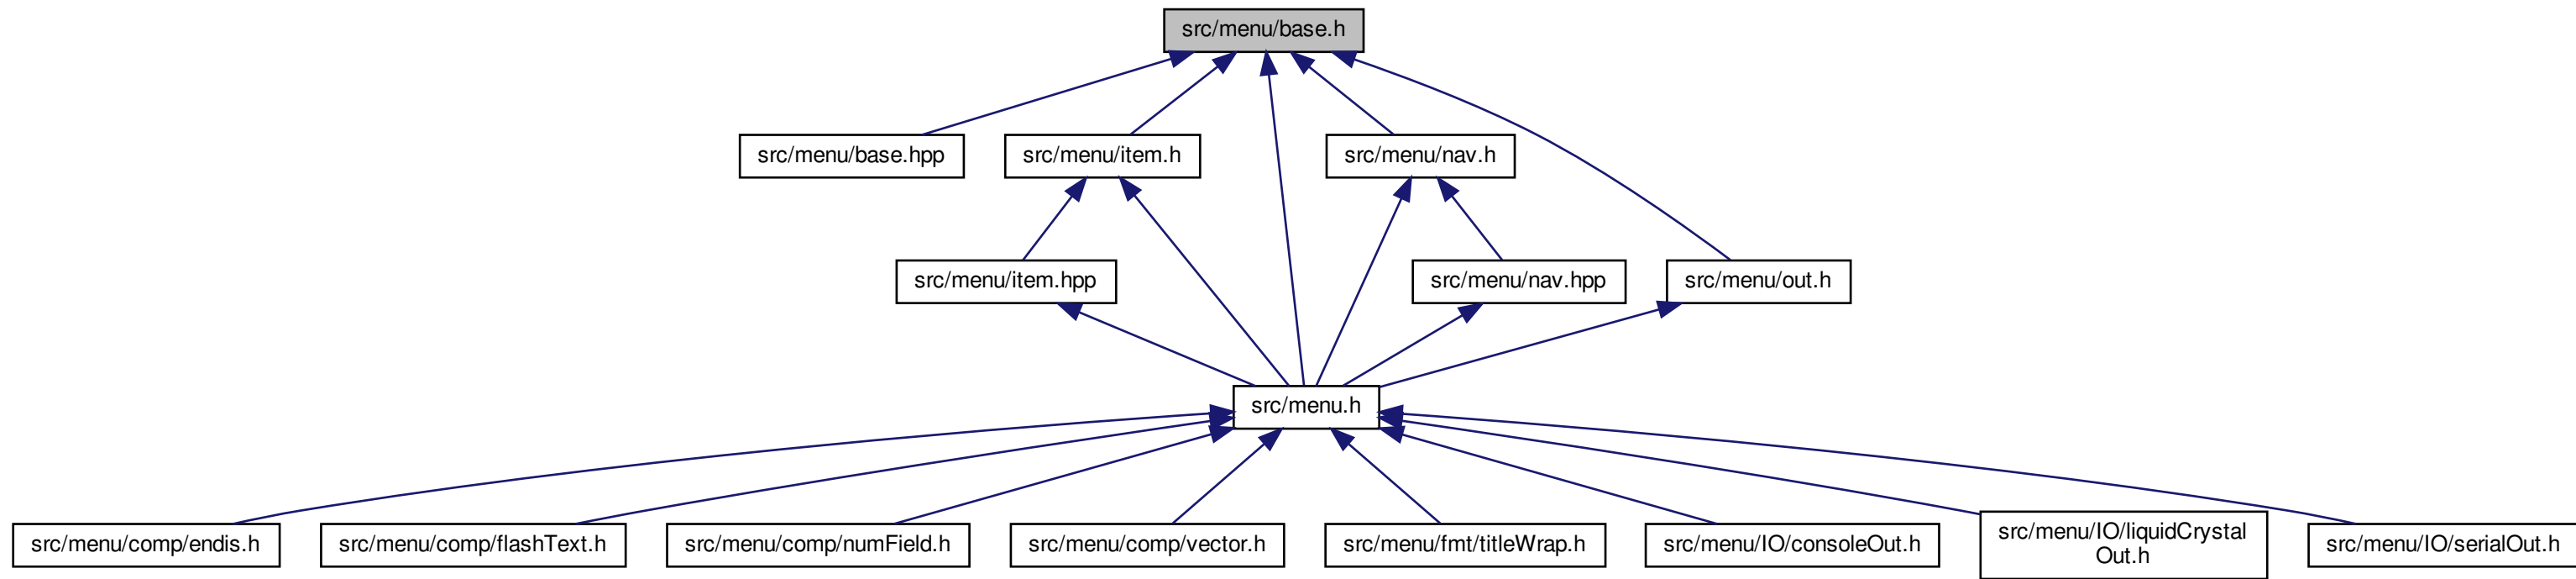 src/menu/base.h
src/menu/base.hpp
src/menu/item.h
src/menu/nav.h
src/menu/item.hpp
src/menu/nav.hpp
src/menu/out.h
src/menu.h
src/menu/comp/endis.h
src/menu/comp/flashText.h
src/menu/comp/numField.h
src/menu/comp/vector.h
src/menu/fmt/titleWrap.h
src/menu/IO/consoleOut.h
src/menu/IO/liquidCrystal
Out.h
src/menu/IO/serialOut.h